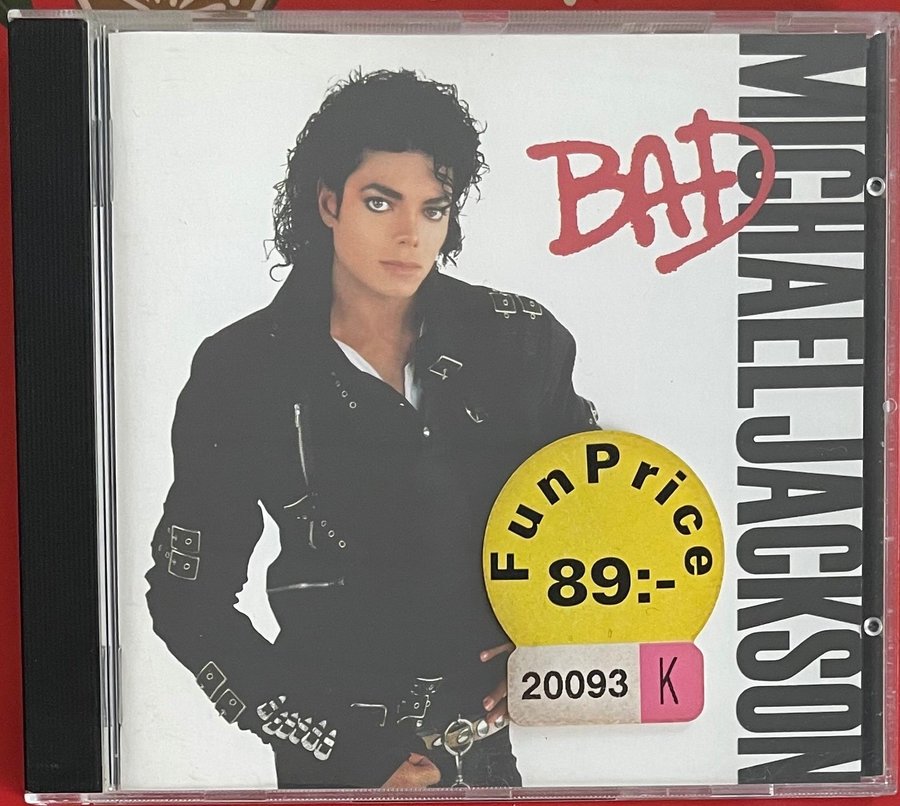 BAD
MICHAEL JACKSON
FunPrice
89:-
20093 K